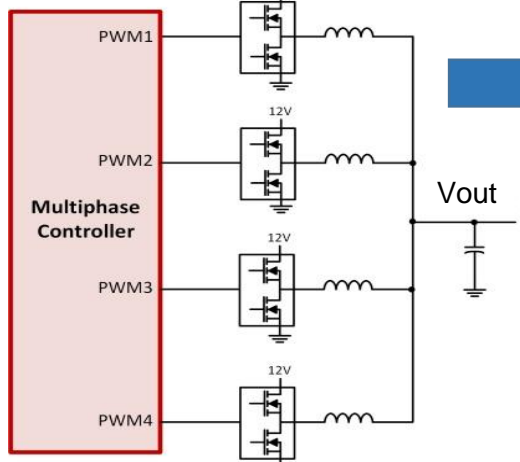 PWM1
12V
PWM2
Multiphase
Controller
Vout
12V
PWM3
12V
PWM4